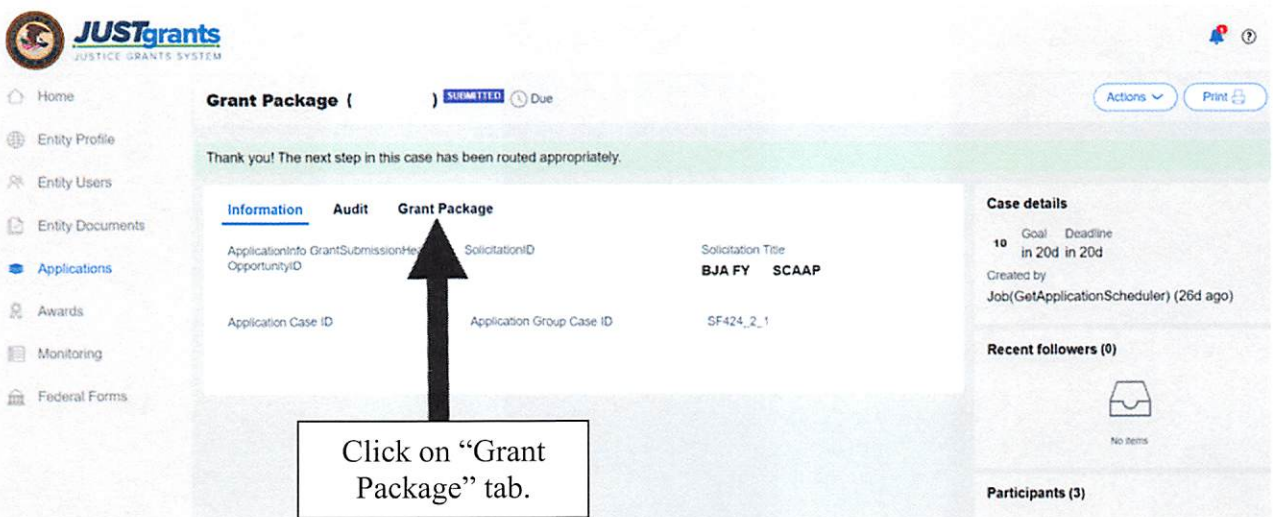 JUSTgrants
JUSTICE GRANTS SYSTEM
Home
Entity Profile
Entity Users
Entity Documents
Applications
Awards
Monitoring
Federal Forms
Grant Package ( ) SUBMITTED Due
Actions
Print
Thank you! The next step in this case has been routed appropriately.
Information Audit Grant Package
ApplicationInfo GrantSubmissionHea
OpportunityID
SolicitationID
Solicitation Title
BJA FY SCAAP
Application Case ID
Application Group Case ID
SF424_2_1
Click on “Grant
Package” tab.
Case details
10
Goal Deadline
in 20d in 20d
Created by
Job(GetApplicationScheduler) (26d ago)
Recent followers (0)
No items
Participants (3)